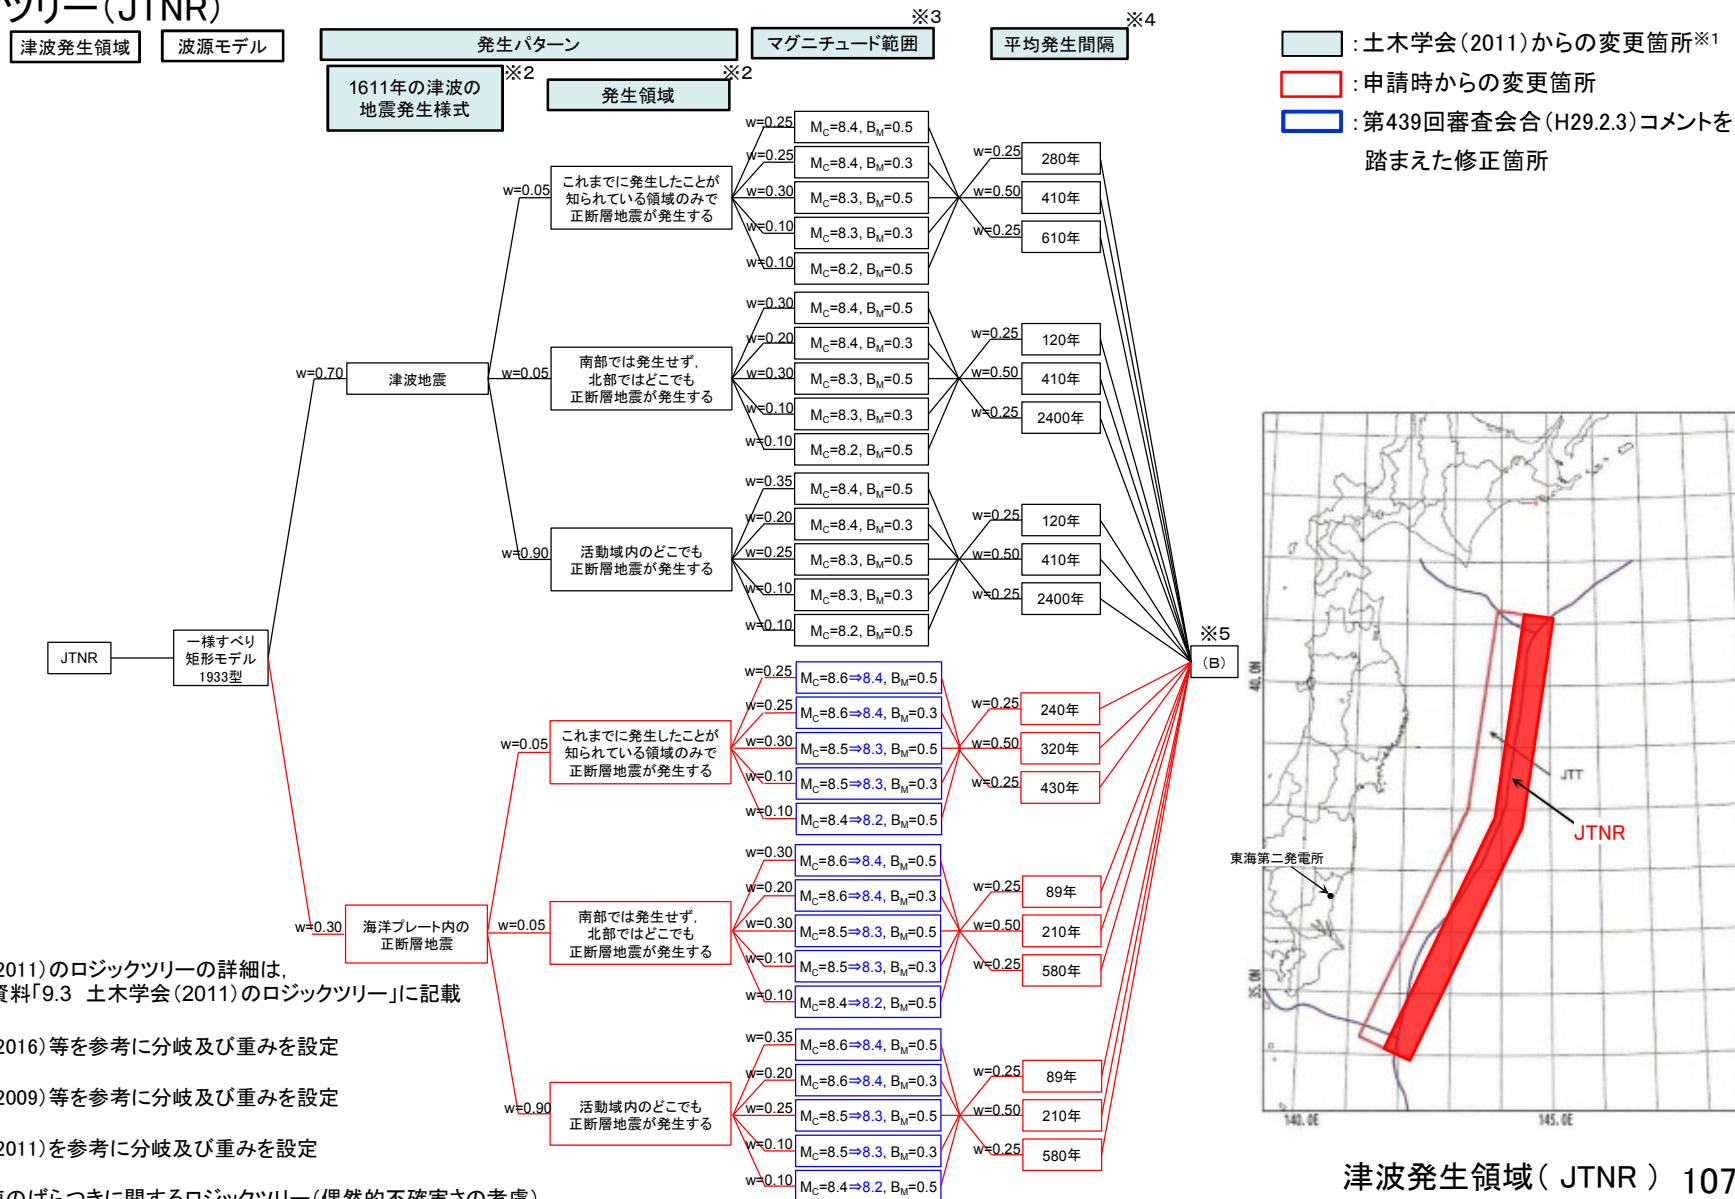 ツリー(JTNR)
津波発生領域
波源モデル
発生パターン
※3
マグニチュード範囲
※4
平均発生間隔
1611年の津波の
地震発生様式
※2
発生領域
※2
：土木学会(2011)からの変更箇所※1
：申請時からの変更箇所
：第439回審査会合(H29.2.3)コメントを
踏まえた修正箇所
JTNR
一様すべり
矩形モデル
1933型
w=0.70
津波地震
w=0.05
これまでに発生したことが
知られている領域のみで
正断層地震が発生する
w=0.25 MC=8.4, BM=0.5
w=0.25 MC=8.4, BM=0.3
w=0.30 MC=8.3, BM=0.5
w=0.10 MC=8.3, BM=0.3
w=0.10 MC=8.2, BM=0.5
w=0.25 280年
w=0.50 410年
w=0.25 610年
w=0.05
南部では発生せず,
北部ではどこでも
正断層地震が発生する
w=0.30 MC=8.4, BM=0.5
w=0.20 MC=8.4, BM=0.3
w=0.30 MC=8.3, BM=0.5
w=0.10 MC=8.3, BM=0.3
w=0.10 MC=8.2, BM=0.5
w=0.25 120年
w=0.50 410年
w=0.25 2400年
w=0.90
活動域内のどこでも
正断層地震が発生する
w=0.35 MC=8.4, BM=0.5
w=0.20 MC=8.4, BM=0.3
w=0.25 MC=8.3, BM=0.5
w=0.10 MC=8.3, BM=0.3
w=0.10 MC=8.2, BM=0.5
w=0.25 120年
w=0.50 410年
w=0.25 2400年
※5
(B)
w=0.30
海洋プレート内の
正断層地震
w=0.05
これまでに発生したことが
知られている領域のみで
正断層地震が発生する
w=0.25 MC=8.6⇒8.4, BM=0.5
w=0.25 MC=8.6⇒8.4, BM=0.3
w=0.30 MC=8.5⇒8.3, BM=0.5
w=0.10 MC=8.5⇒8.3, BM=0.3
w=0.10 MC=8.4⇒8.2, BM=0.5
w=0.25 240年
w=0.50 320年
w=0.25 430年
w=0.05
南部では発生せず,
北部ではどこでも
正断層地震が発生する
w=0.30 MC=8.6⇒8.4, BM=0.5
w=0.20 MC=8.6⇒8.4, BM=0.3
w=0.30 MC=8.5⇒8.3, BM=0.5
w=0.10 MC=8.5⇒8.3, BM=0.3
w=0.10 MC=8.4⇒8.2, BM=0.5
w=0.25 89年
w=0.50 210年
w=0.25 580年
w=0.90
活動域内のどこでも
正断層地震が発生する
w=0.35 MC=8.6⇒8.4, BM=0.5
w=0.20 MC=8.6⇒8.4, BM=0.3
w=0.25 MC=8.5⇒8.3, BM=0.5
w=0.10 MC=8.5⇒8.3, BM=0.3
w=0.10 MC=8.4⇒8.2, BM=0.5
w=0.25 89年
w=0.50 210年
w=0.25 580年
2011)のロジックツリーの詳細は,
資料「9.3 土木学会(2011)のロジックツリー」に記載
2016)等を参考に分岐及び重みを設定
2009)等を参考に分岐及び重みを設定
2011)を参考に分岐及び重みを設定
のばらつきに関するロジックツリー(偶然的不確実さの考慮)
40.0N
35.0N
140.0E
145.0E
JTT
JTNR
東海第二発電所
津波発生領域( JTNR ) 107